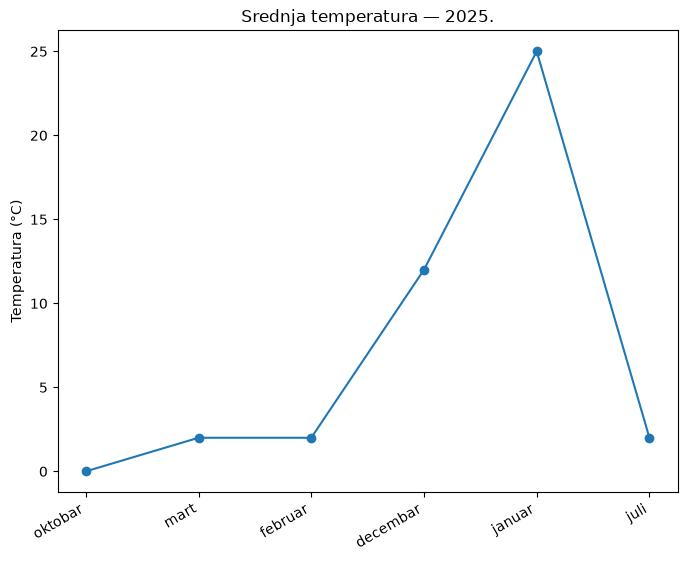 Srednja temperatura — 2025.
Temperatura (°C)
25
20
15
10
5
0
oktobar
mart
februar
decembar
januar
juli